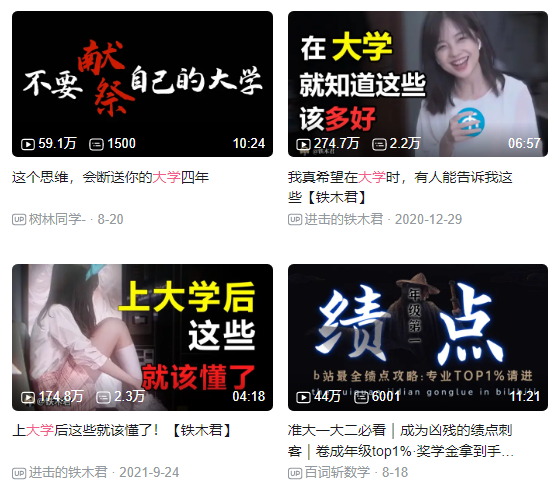 不要献祭自己的大学
59.1万 1500 10:24
这个思维，会断送你的大学四年
UP 树林同学- · 8-20
在 大学
就知道这些
该多好
@铁木君
274.7万 2.2万 06:57
我真希望在大学时，有人能告诉我这
些【铁木君】
UP 进击的铁木君 · 2020-12-29
上大学后
这些
就该懂了
@铁木君
174.8万 2.3万 04:18
上大学后这些就该懂了！【铁木君】
UP 进击的铁木君 · 2021-9-24
绩点
年级第一
b站最全绩点攻略:专业TOP1%请进
44万 6001 11:21
准大一大二必看｜成为凶残的绩点刺
客｜卷成年级top1%·奖学金拿到手…
UP 百词斩数学 · 8-18